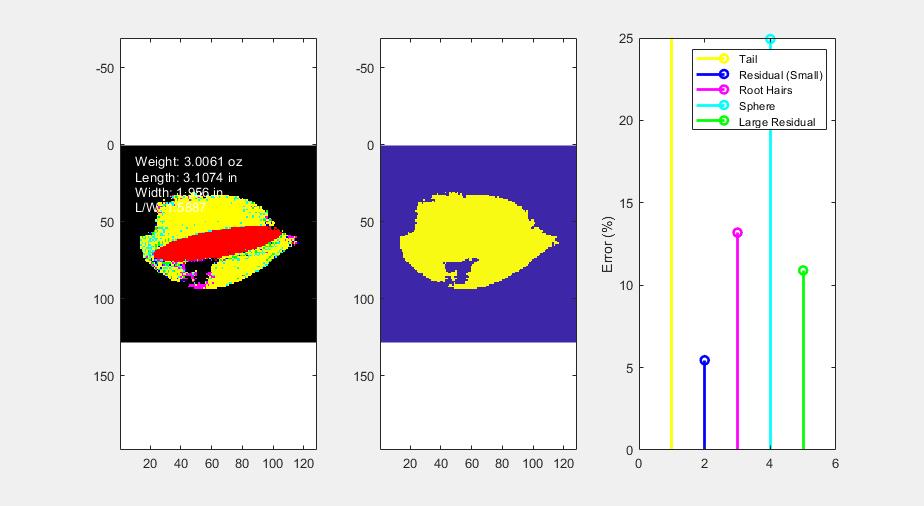 -50
0
50
100
150
20 40 60 80 100 120
Weight: 3.0061 oz
Length: 3.1074 in
Width: 1.956 in
L/W: 1.5887
-50
0
50
100
150
20 40 60 80 100 120
25
20
15
10
5
0
Error (%)
0 2 4 6
Tail
Residual (Small)
Root Hairs
Sphere
Large Residual